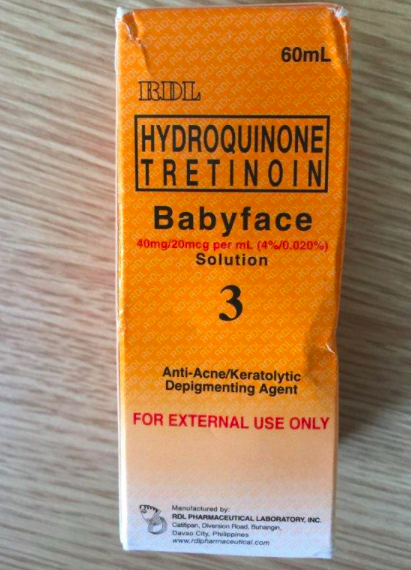 60mL
RDL
HYDROQUINONE
TRETINOIN
Babyface
40mg/20mcg per mL (4%/0.020%)
Solution
3
Anti-Acne/Keratolytic
Depigmenting Agent
FOR EXTERNAL USE ONLY
Manufactured by:
RDL PHARMACEUTICAL LABORATORY, INC.
Catitipan, Diversion Road, Buhangin,
Davao City, Philippines
www.rdlpharmaceutical.com